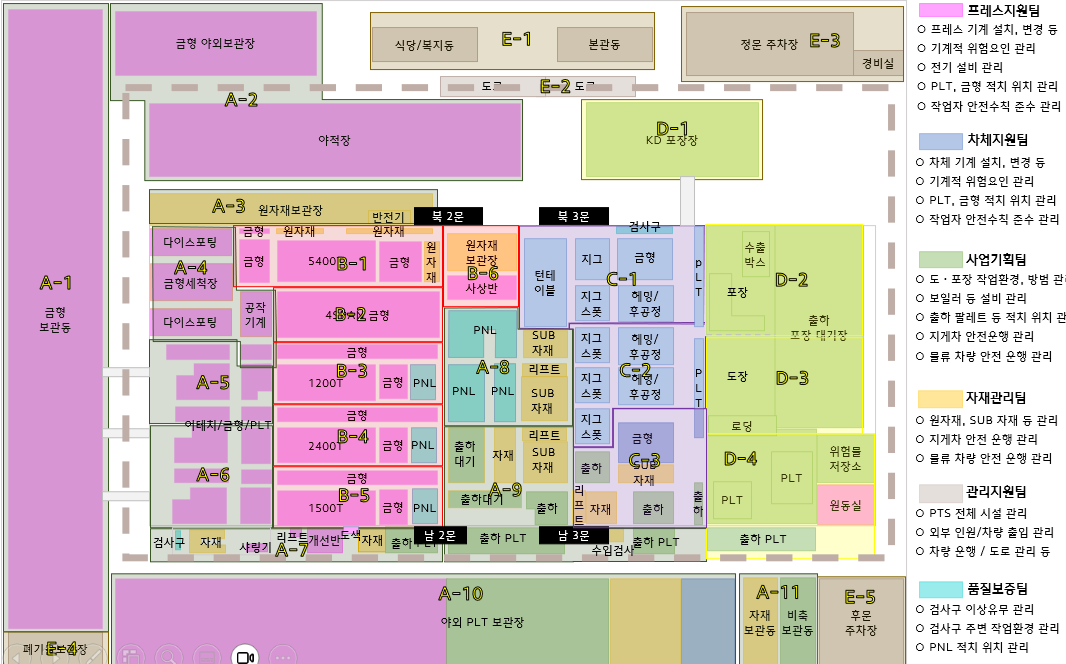 금형 야외보관장
A-2
야적장
A-1
금형
보관동
E-4
식당/복지동
E-1
본관동
E-2
정문 주차장
E-3
경비실
D-1
KD 포장장
A-3
원자재보관장
반전기
북 2문
북 3문
검사구
다이스포팅
A-4
금형세척장
다이스포팅
공작
기계
금형
원자재
원자재
금형
5400
B-1
금형
원
자
재
B-2
금형
금형
1200T
B-3
금형
PNL
금형
2400T
B-4
금형
PNL
금형
1500T
B-5
금형
PNL
A-5
이태치/금형/PLT
A-6
원자재
보관장
B-6
사상반
PNL
PNL
PNL
A-8
SUB
자재
리프트
SUB
자재
출하
대기
자재
리프트
SUB
자재
A-9
출하대기
출하
턴테
이블
지그
금형
C-1
지그
스폿
헤밍/
후공정
P
L
T
지그
스폿
헤밍/
후공정
C-2
지그
스폿
헤밍/
후공정
P
L
T
지그
스폿
금형
C-3
SUB
자재
출하
리
프
트
자재
출하
출
하
수출
박스
D-2
포장
출하
포장 대기장
도장
D-3
로딩
D-4
PLT
PLT
위험물
저장소
원동실
출하 PLT
검사구
자재
샤링기
리프트
A-7
개선반
도색
자재
남 2문
출하 PLT
남 3문
수입검사
출하 PLT
A-10
야외 PLT 보관장
A-11
자재
보관동
비축
보관동
E-5
후문
주차장
프레스지원팀
○ 프레스 기계 설치, 변경 등
○ 기계적 위험요인 관리
○ 전기 설비 관리
○ PLT, 금형 적치 위치 관리
○ 작업자 안전수칙 준수 관리
차체지원팀
○ 차체 기계 설치, 변경 등
○ 기계적 위험요인 관리
○ PLT, 금형 적치 위치 관리
○ 작업자 안전수칙 준수 관리
사업기획팀
○ 도·포장 작업환경, 방범 관
○ 보일러 등 설비 관리
○ 출하 팔레트 등 적치 위치 관
○ 지게차 안전운행 관리
○ 물류 차량 안전 운행 관리
자재관리팀
○ 원자재, SUB 자재 등 관리
○ 지게차 안전 운행 관리
○ 물류 차량 안전 운행 관리
관리지원팀
○ PTS 전체 시설 관리
○ 외부 인원/차량 출입 관리
○ 차량 운행 / 도로 관리 등
품질보증팀
○ 검사구 이상유무 관리
○ 검사구 주변 작업환경 관리
○ PNL 적치 위치 관리